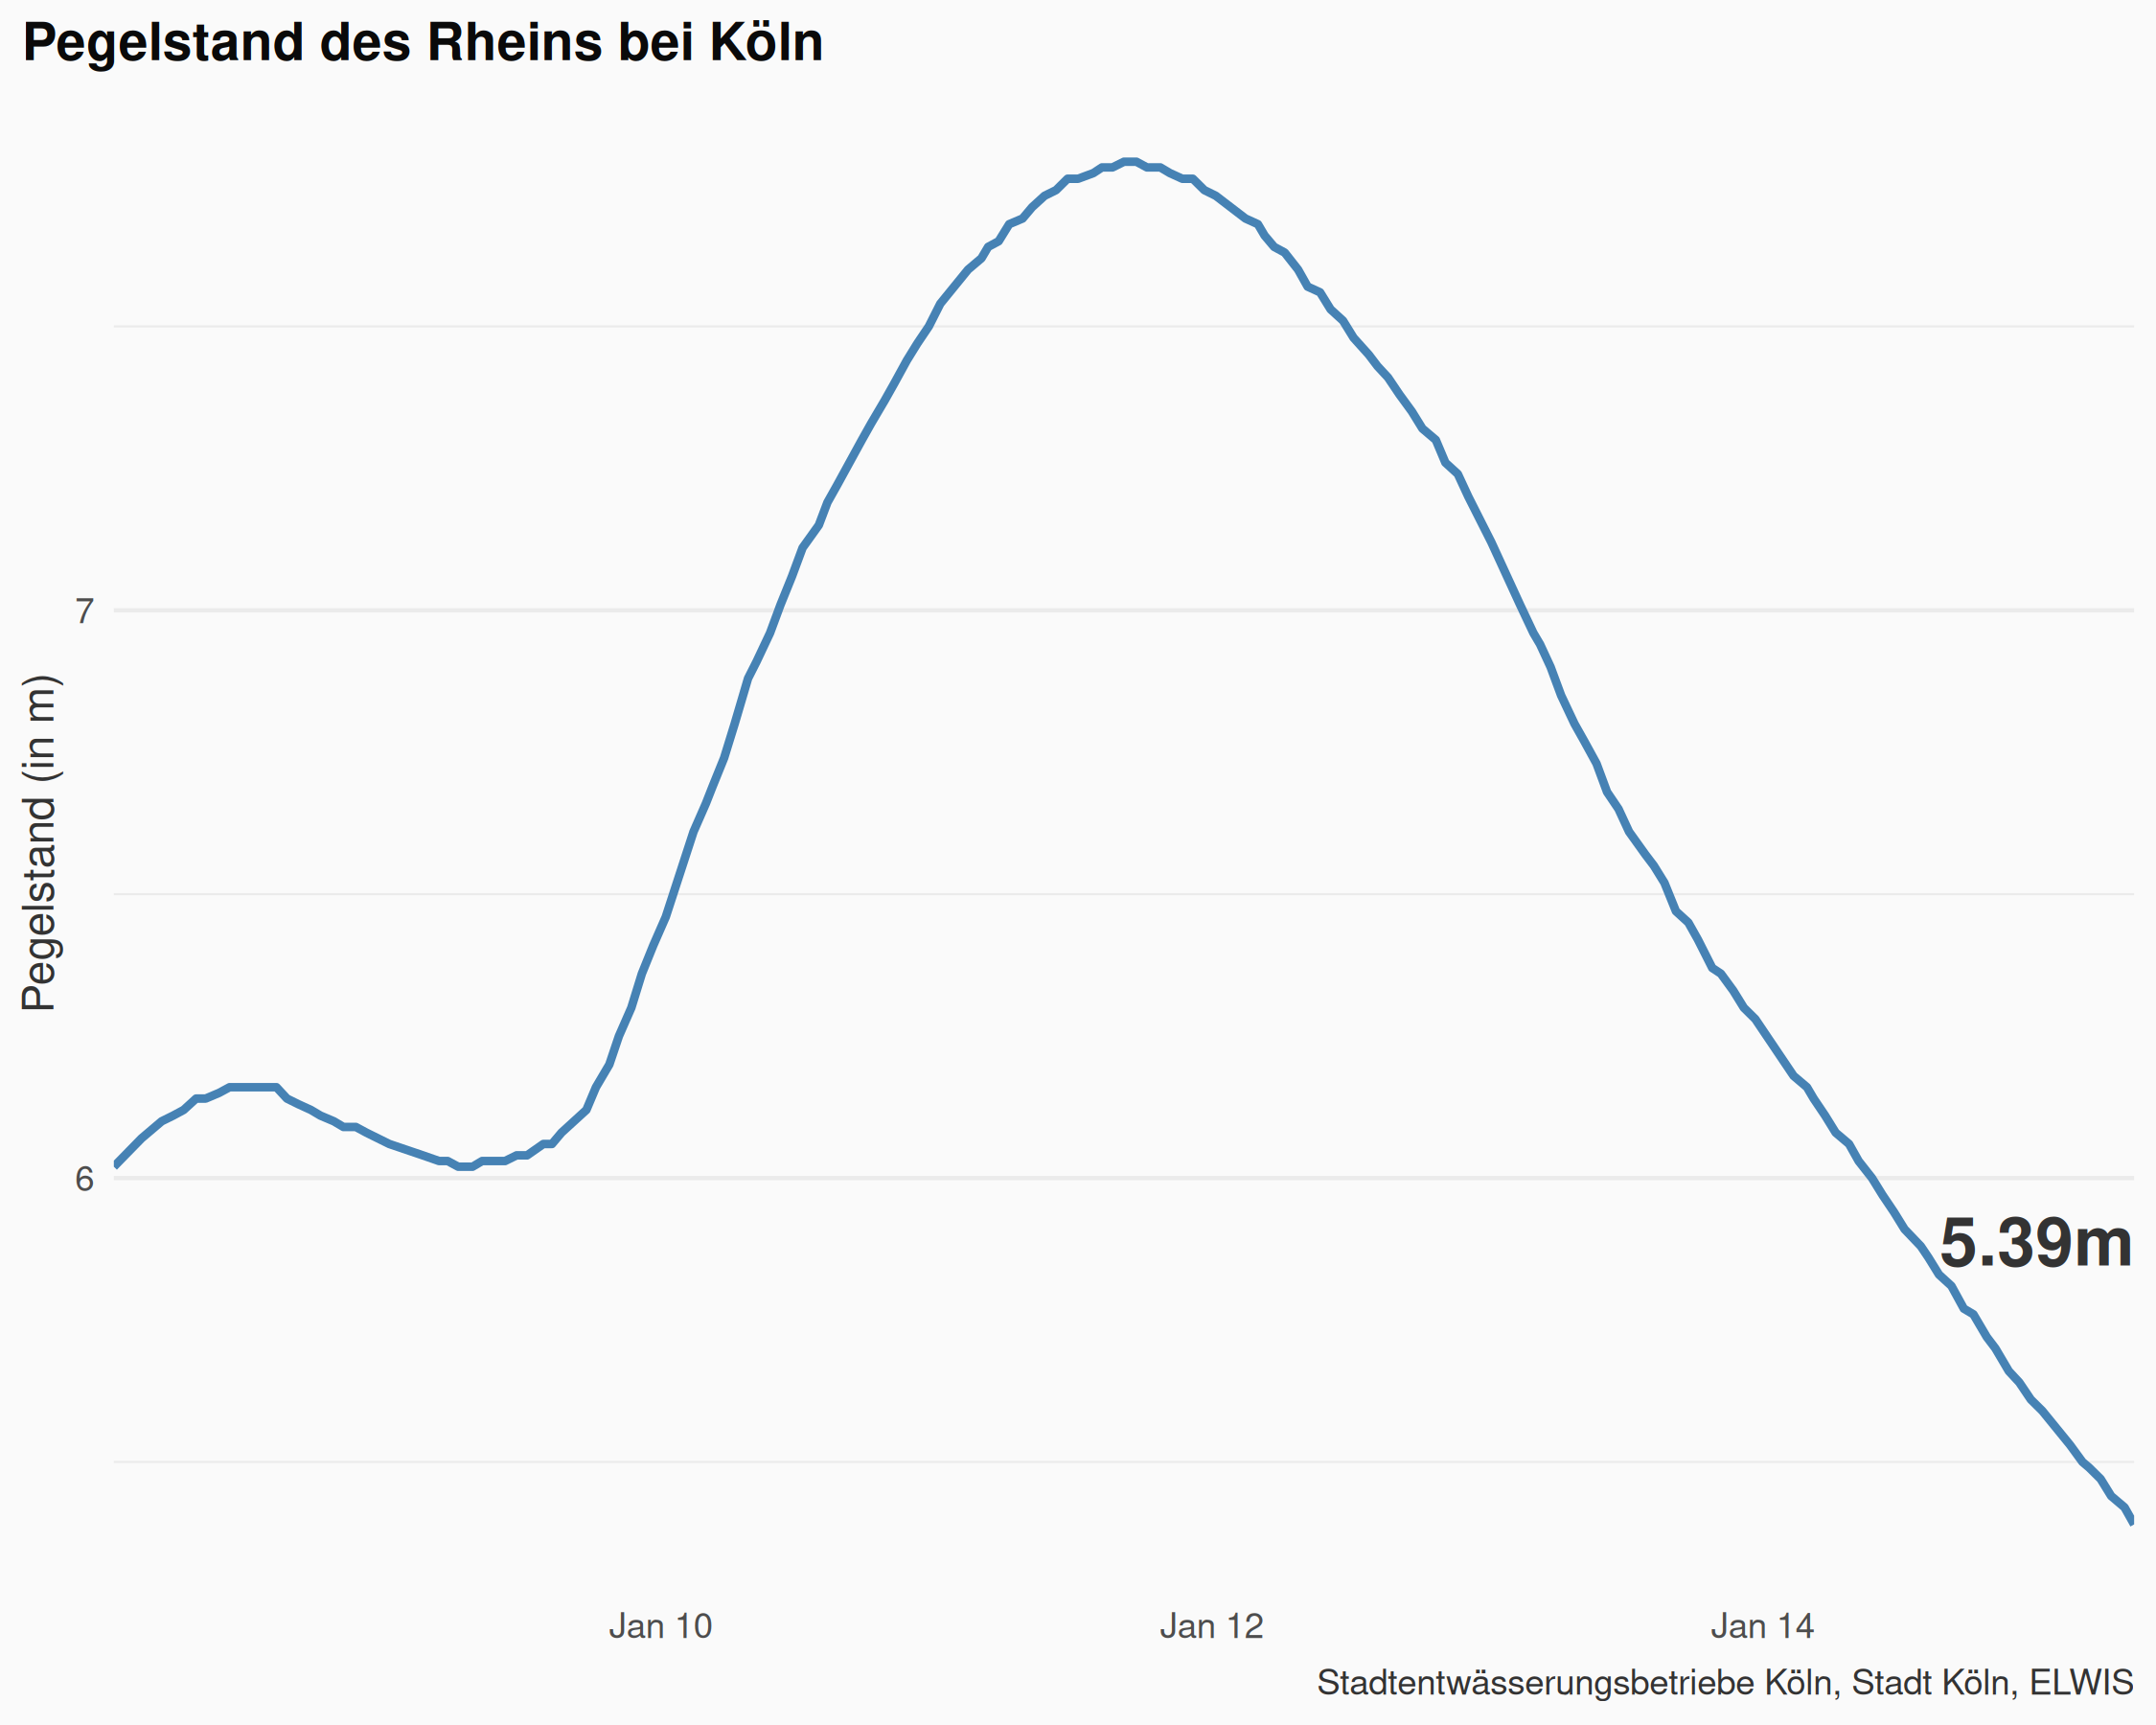 Pegelstand des Rheins bei Köln
Pegelstand (in m)
7
6
5.39m
Jan 10
Jan 12
Jan 14
Stadtentwässerungsbetriebe Köln, Stadt Köln, ELWIS